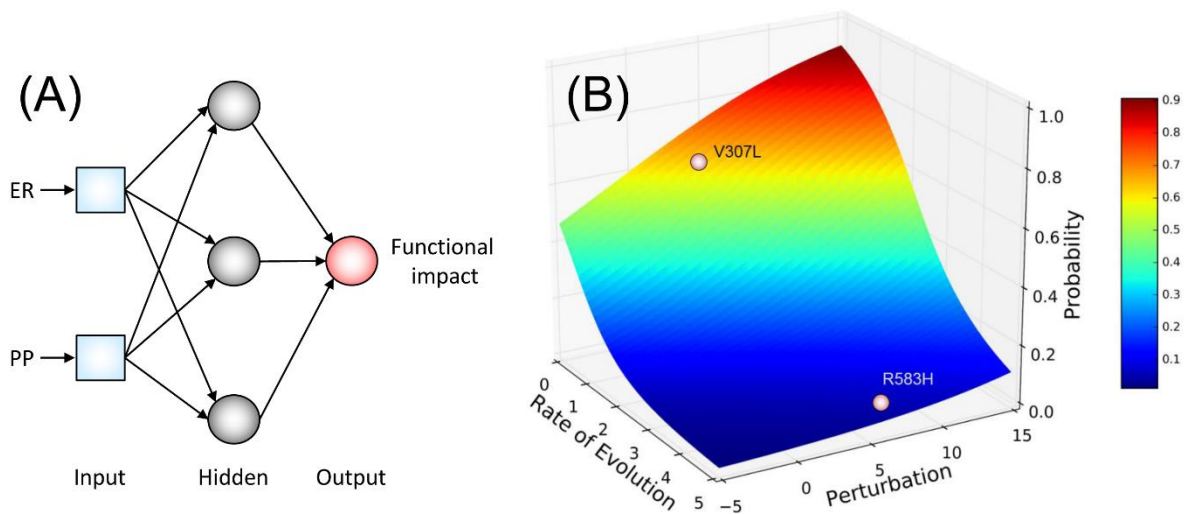 (A)
ER
PP
Functional
impact
Input
Hidden
Output
(B)
V307L
R583H
0
1
2
3
4
5
Rate of Evolution
−5
0
5
10
15
Perturbation
0.0
0.2
0.4
0.6
0.8
1.0
Probability
0.9
0.8
0.7
0.6
0.5
0.4
0.3
0.2
0.1